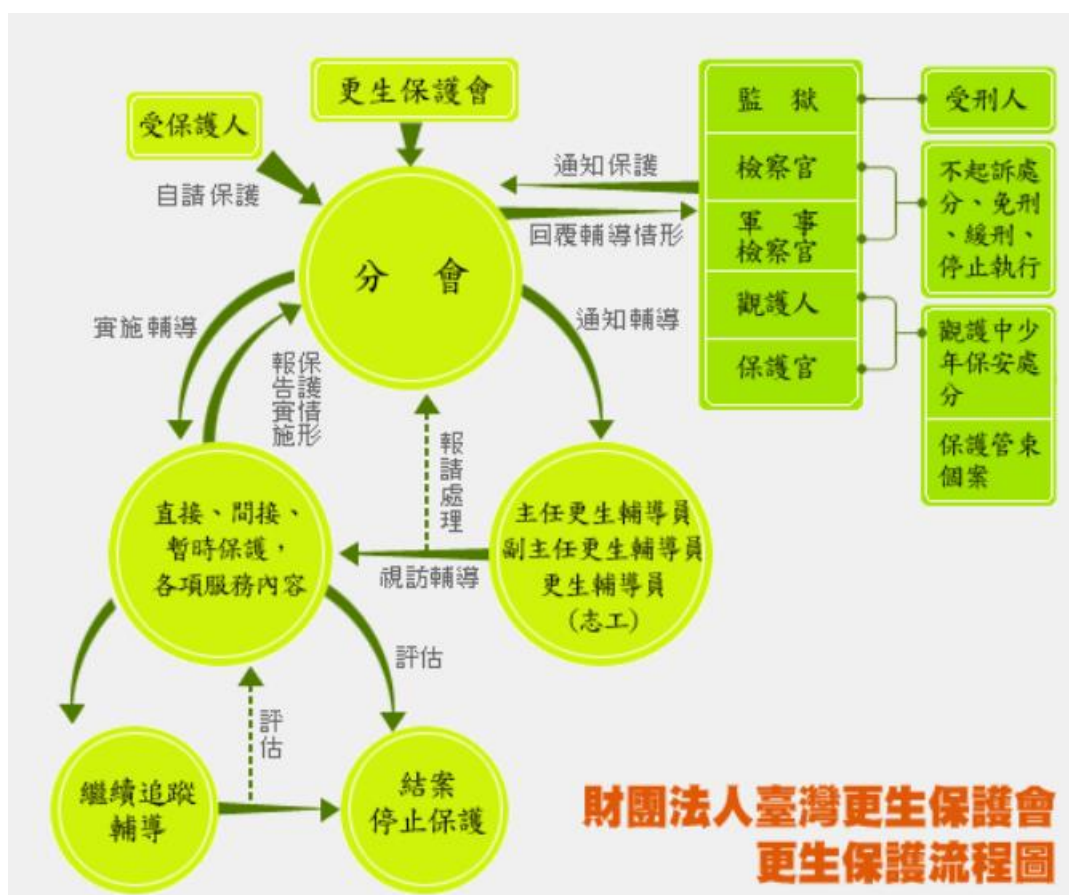 更生保護會
受保護人
自請保護
分會
通知保護
回覆輔導情形
監獄
檢察官
軍事
檢察官
觀護人
保護官
受刑人
不起訴處
分、免刑
、緩刑、
停止執行
觀護中少
年保安處
分
保護管束
個案
實施輔導
報告實施
保護情形
通知輔導
報請處理
直接、間接、
暫時保護，
各項服務內容
視訪輔導
主任更生輔導員
副主任更生輔導員
更生輔導員
(志工)
評估
評估
繼續追蹤
輔導
結案
停止保護
財團法人臺灣更生保護會
更生保護流程圖